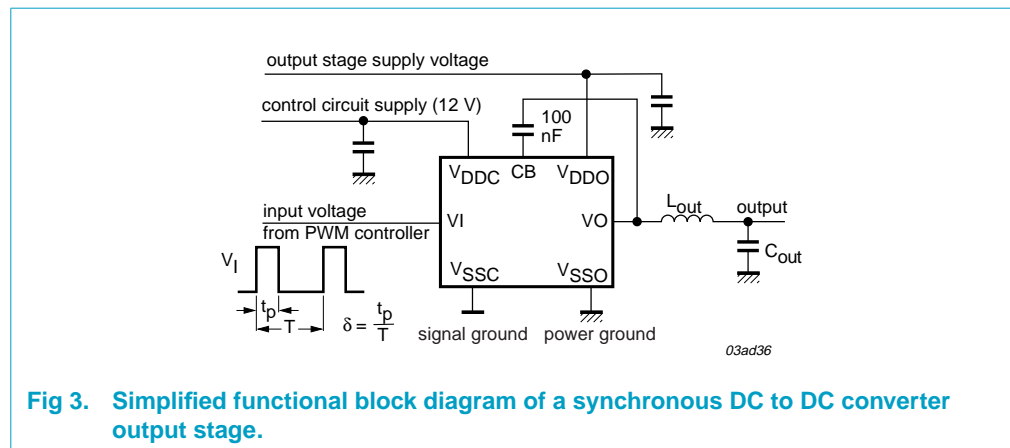 output stage supply voltage
control circuit supply (12 V)
100
nF
VDDC CB VDDO
Lout output
input voltage
from PWM controller
VI
VO
Cout
VI
VSSC VSSO
tp
T
δ = tp
T
signal ground power ground
03ad36
Fig 3. Simplified functional block diagram of a synchronous DC to DC converter
output stage.